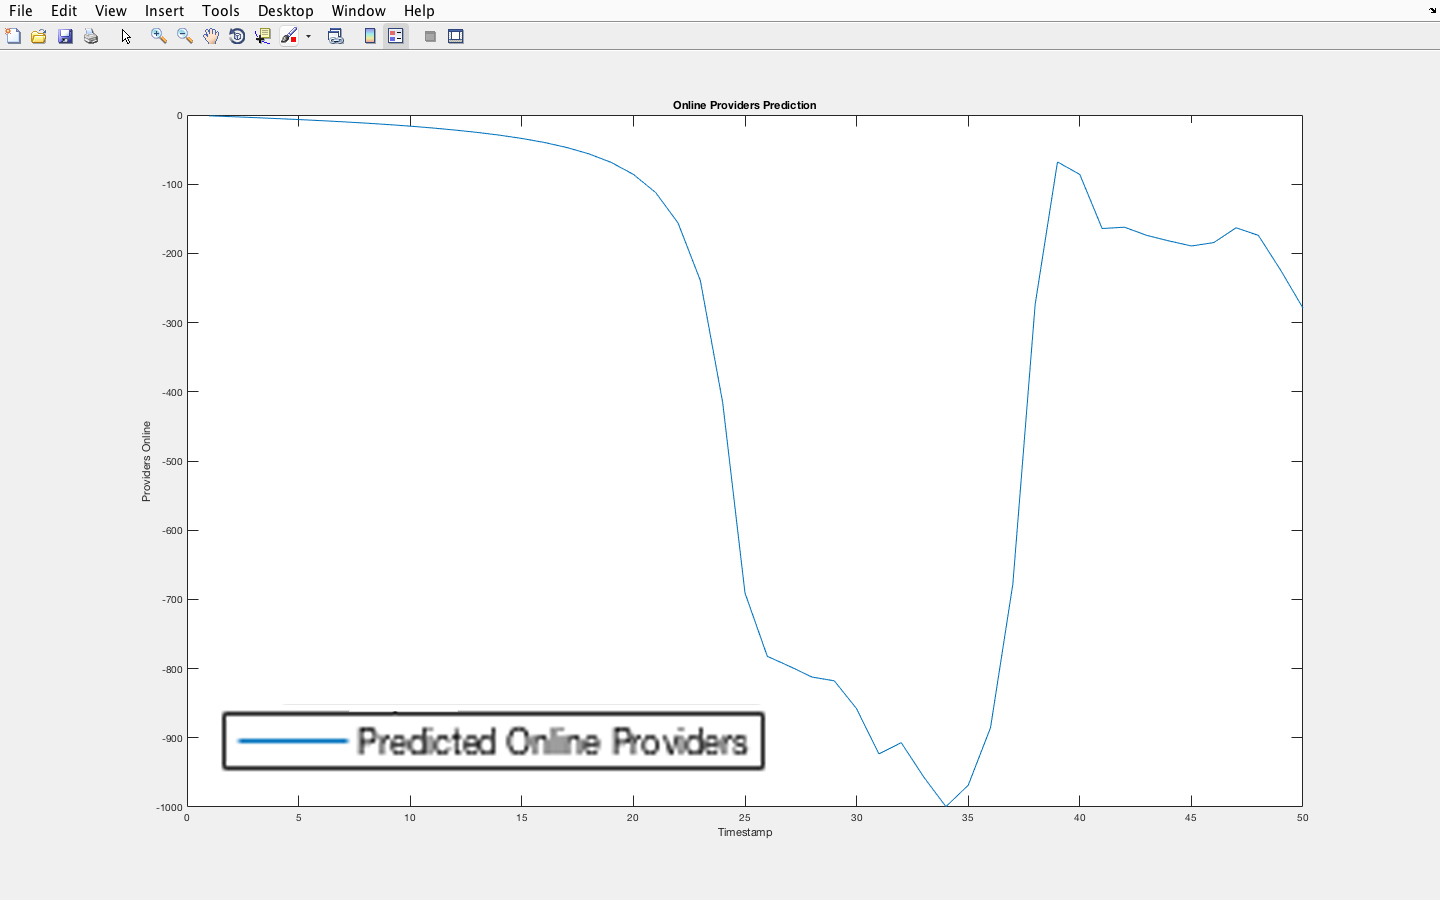 File Edit View Insert Tools Desktop Window Help
Online Providers Prediction
0
-100
-200
-300
-400
-500
-600
-700
-800
-900
-1000
Providers Online
Predicted Online Providers
0 5 10 15 20 25 30 35 40 45 50
Timestamp